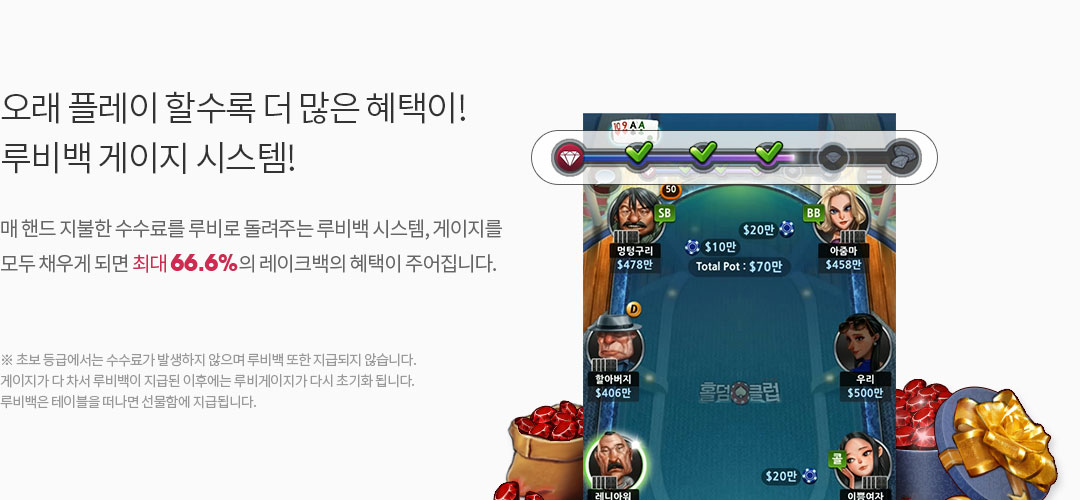 오래 플레이 할수록 더 많은 혜택이!
루비백 게이지 시스템!
매 핸드 지불한 수수료를 루비로 돌려주는 루비백 시스템, 게이지를
모두 채우게 되면 최대 66.6%의 레이크백의 혜택이 주어집니다.
※ 초보 등급에서는 수수료가 발생하지 않으며 루비백 또한 지급되지 않습니다.
게이지가 다 차서 루비백이 지급된 이후에는 루비게이지가 다시 초기화 됩니다.
루비백은 테이블을 떠나면 선물함에 지급됩니다.
10 9 A A
50
SB
BB
$20만
$10만
멍텅구리
$478만
아줌마
$458만
Total Pot : $70만
D
할아버지
$406만
우리
$500만
홀덤클럽
콜
$20만
레니아워
이쁨여자